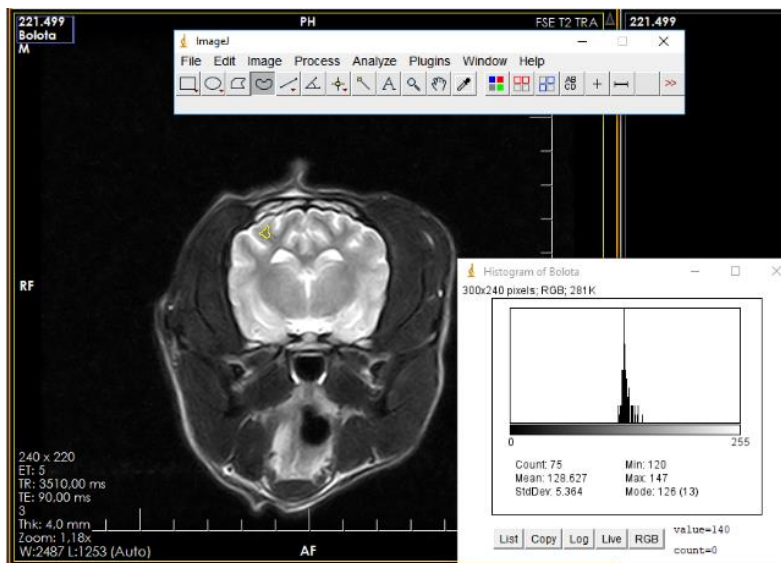 221.499
Bolota
M
PH
FSE T2 TRA
221.499
ImageJ
File Edit Image Process Analyze Plugins Window Help
A
AB
CD
>>
RF
240 x 220
ET: 5
TR: 3510,00 ms
TE: 90,00 ms
3
Thk: 4,0 mm
Zoom: 1,18x
W:2487 L:1253 (Auto)
AF
Histogram of Bolota
300x240 pixels; RGB; 281K
0
255
Count: 75
Min: 120
Mean: 128.627
Max: 147
StdDev: 5.364
Mode: 126 (13)
List Copy Log Live RGB
value=140
count=0